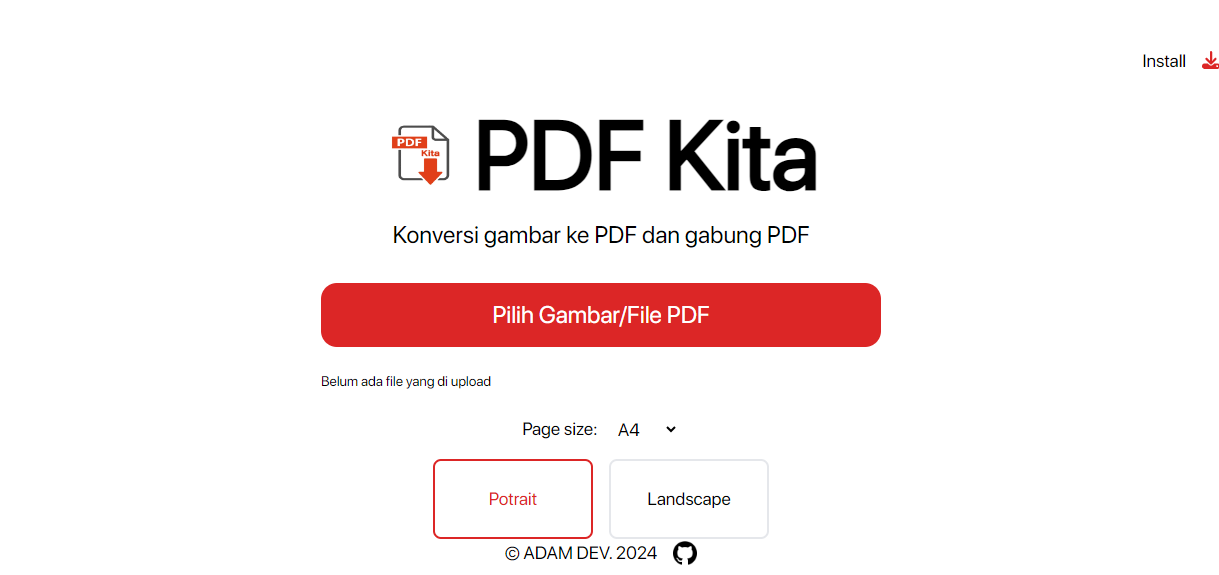 Install
PDF
Kita
PDF Kita
Konversi gambar ke PDF dan gabung PDF
Pilih Gambar/File PDF
Belum ada file yang di upload
Page size: A4
Potrait Landscape
© ADAM DEV. 2024